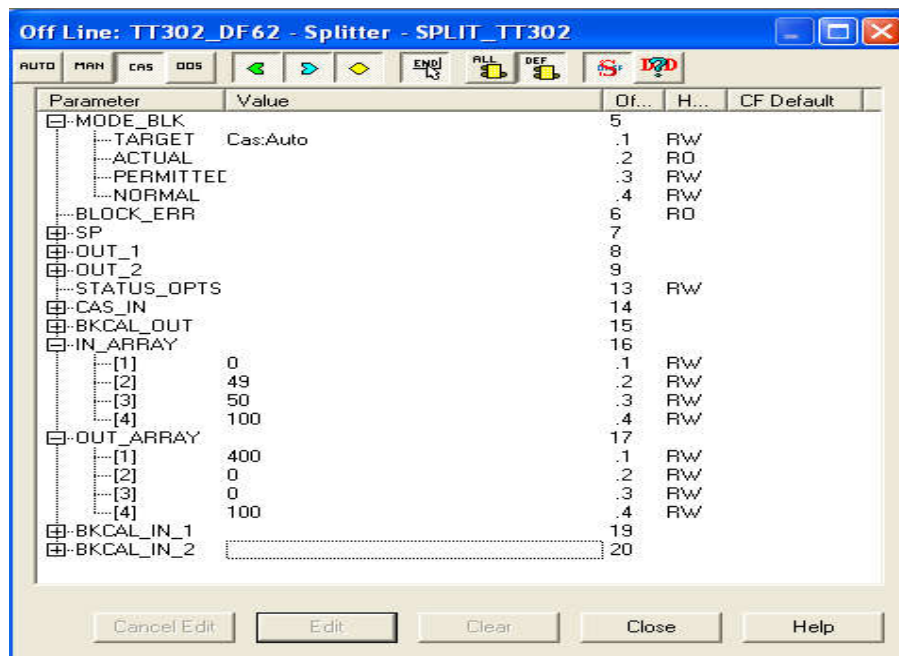 Off Line: TT302_DF62 - Splitter - SPLIT_TT302
AUTO MAN CAS OOS END ALL DEF
Parameter Value Of... H... CF Default
MODE_BLK 5
TARGET Cas:Auto .1 RW
ACTUAL .2 RO
PERMITTED .3 RW
NORMAL .4 RW
BLOCK_ERR 6 RO
SP 7
OUT_1 8
OUT_2 9
STATUS_OPTS 13 RW
CAS_IN 14
BKCAL_OUT 15
IN_ARRAY 16
[1] 0 .1 RW
[2] 49 .2 RW
[3] 50 .3 RW
[4] 100 .4 RW
OUT_ARRAY 17
[1] 400 .1 RW
[2] 0 .2 RW
[3] 0 .3 RW
[4] 100 .4 RW
BKCAL_IN_1 19
BKCAL_IN_2 20
Cancel Edit Edit Clear Close Help